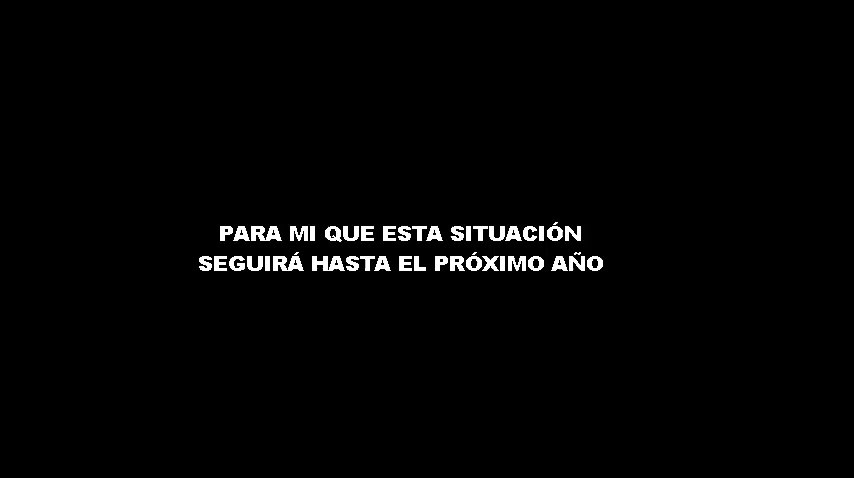 PARA MI QUE ESTA SITUACIÓN
SEGUIRÁ HASTA EL PRÓXIMO AÑO